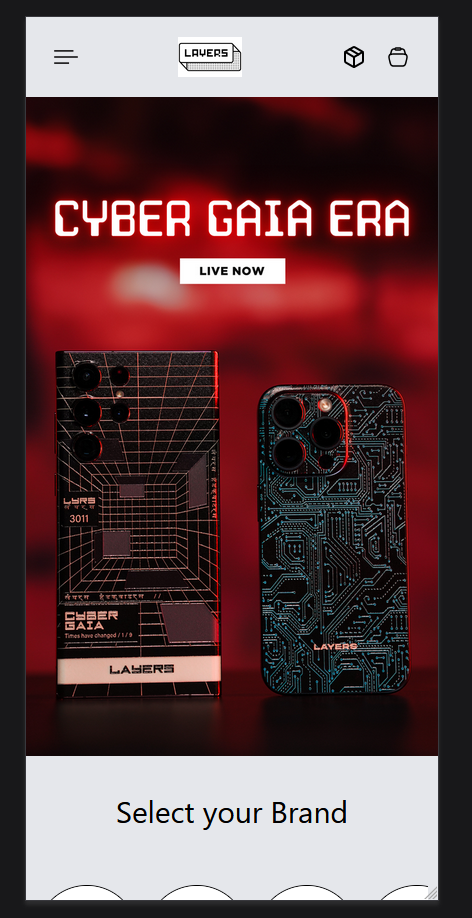 LAYERS
CYBER GAIA ERA
LIVE NOW
LYRS
3011
CYBER
GAIA
Times have changed / 1 / 9
LAYERS
LAYERS
Select your Brand